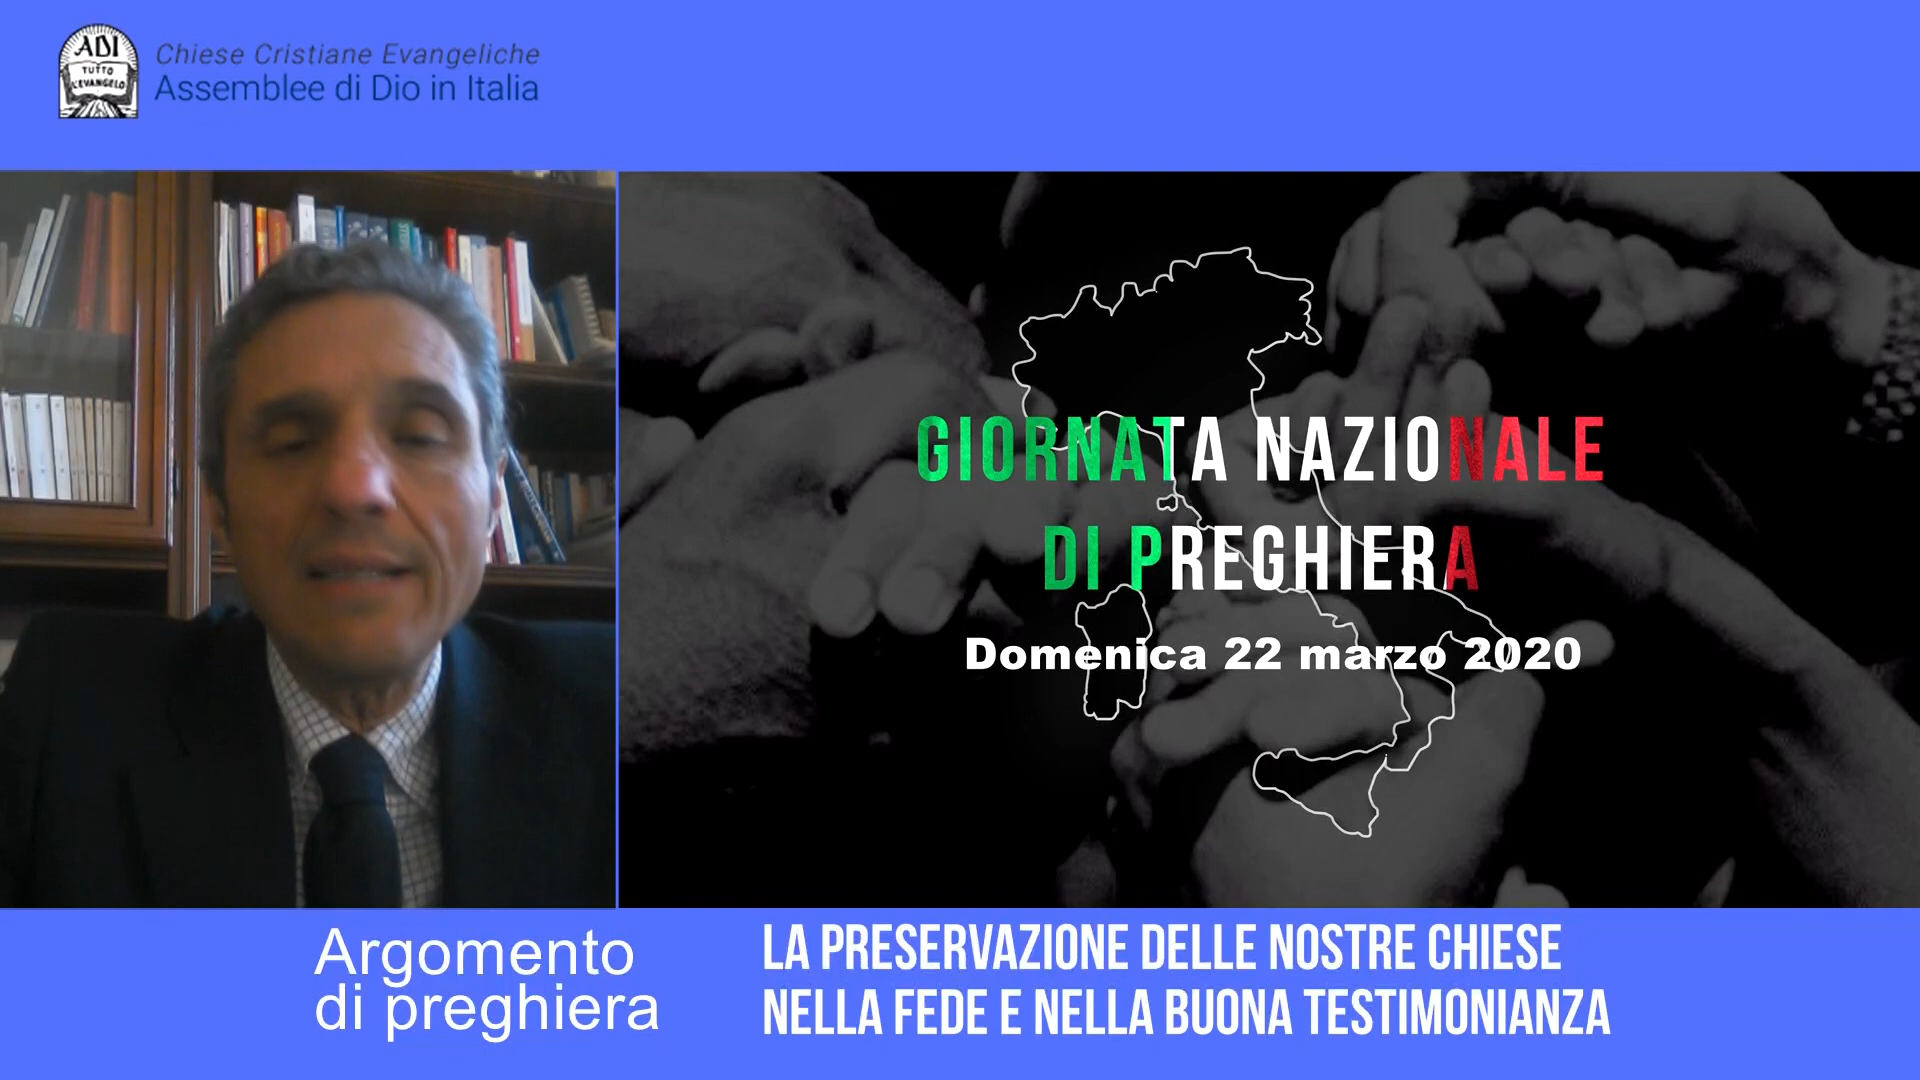 ADI
TUTTO
L'EVANGELO
Chiese Cristiane Evangeliche
Assemblee di Dio in Italia
GIORNATA NAZIONALE
DI PREGHIERA
Domenica 22 marzo 2020
Argomento
di preghiera
LA PRESERVAZIONE DELLE NOSTRE CHIESE
NELLA FEDE E NELLA BUONA TESTIMONIANZA